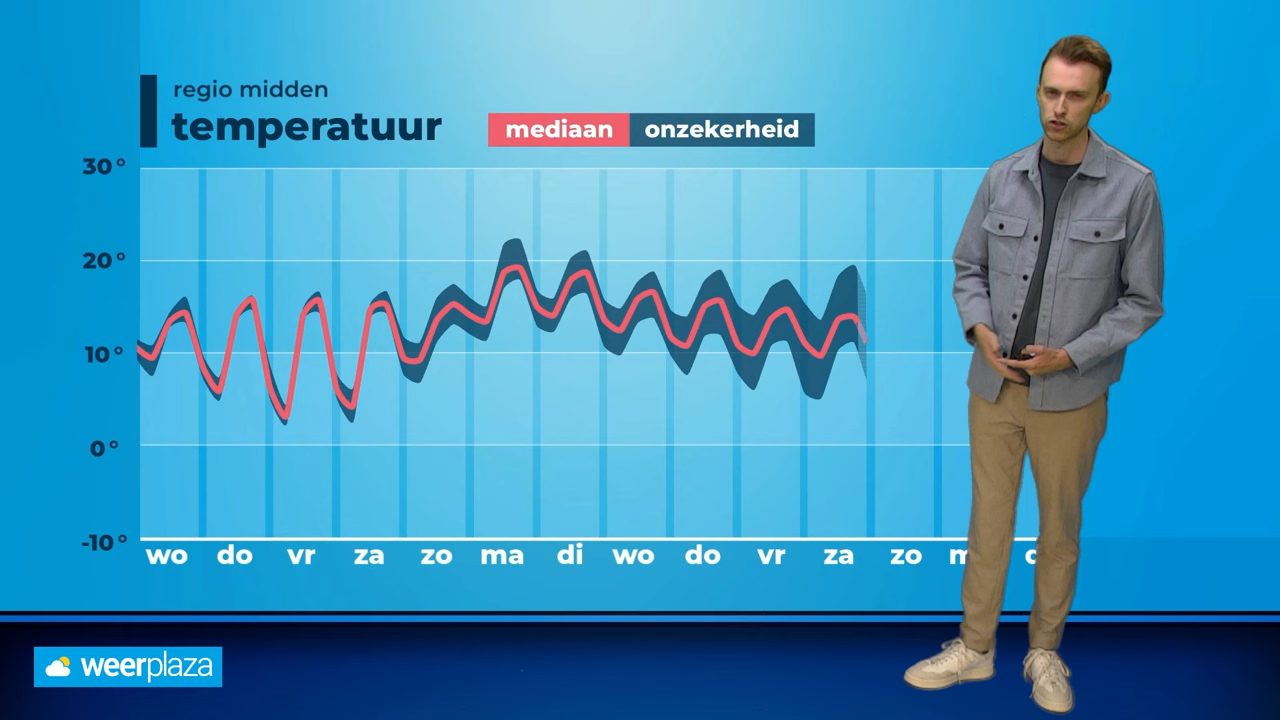 regio midden
temperatuur
mediaan onzekerheid
30°
20°
10°
0°
-10°
wo do vr za zo ma di wo do vr za zo
weerplaza